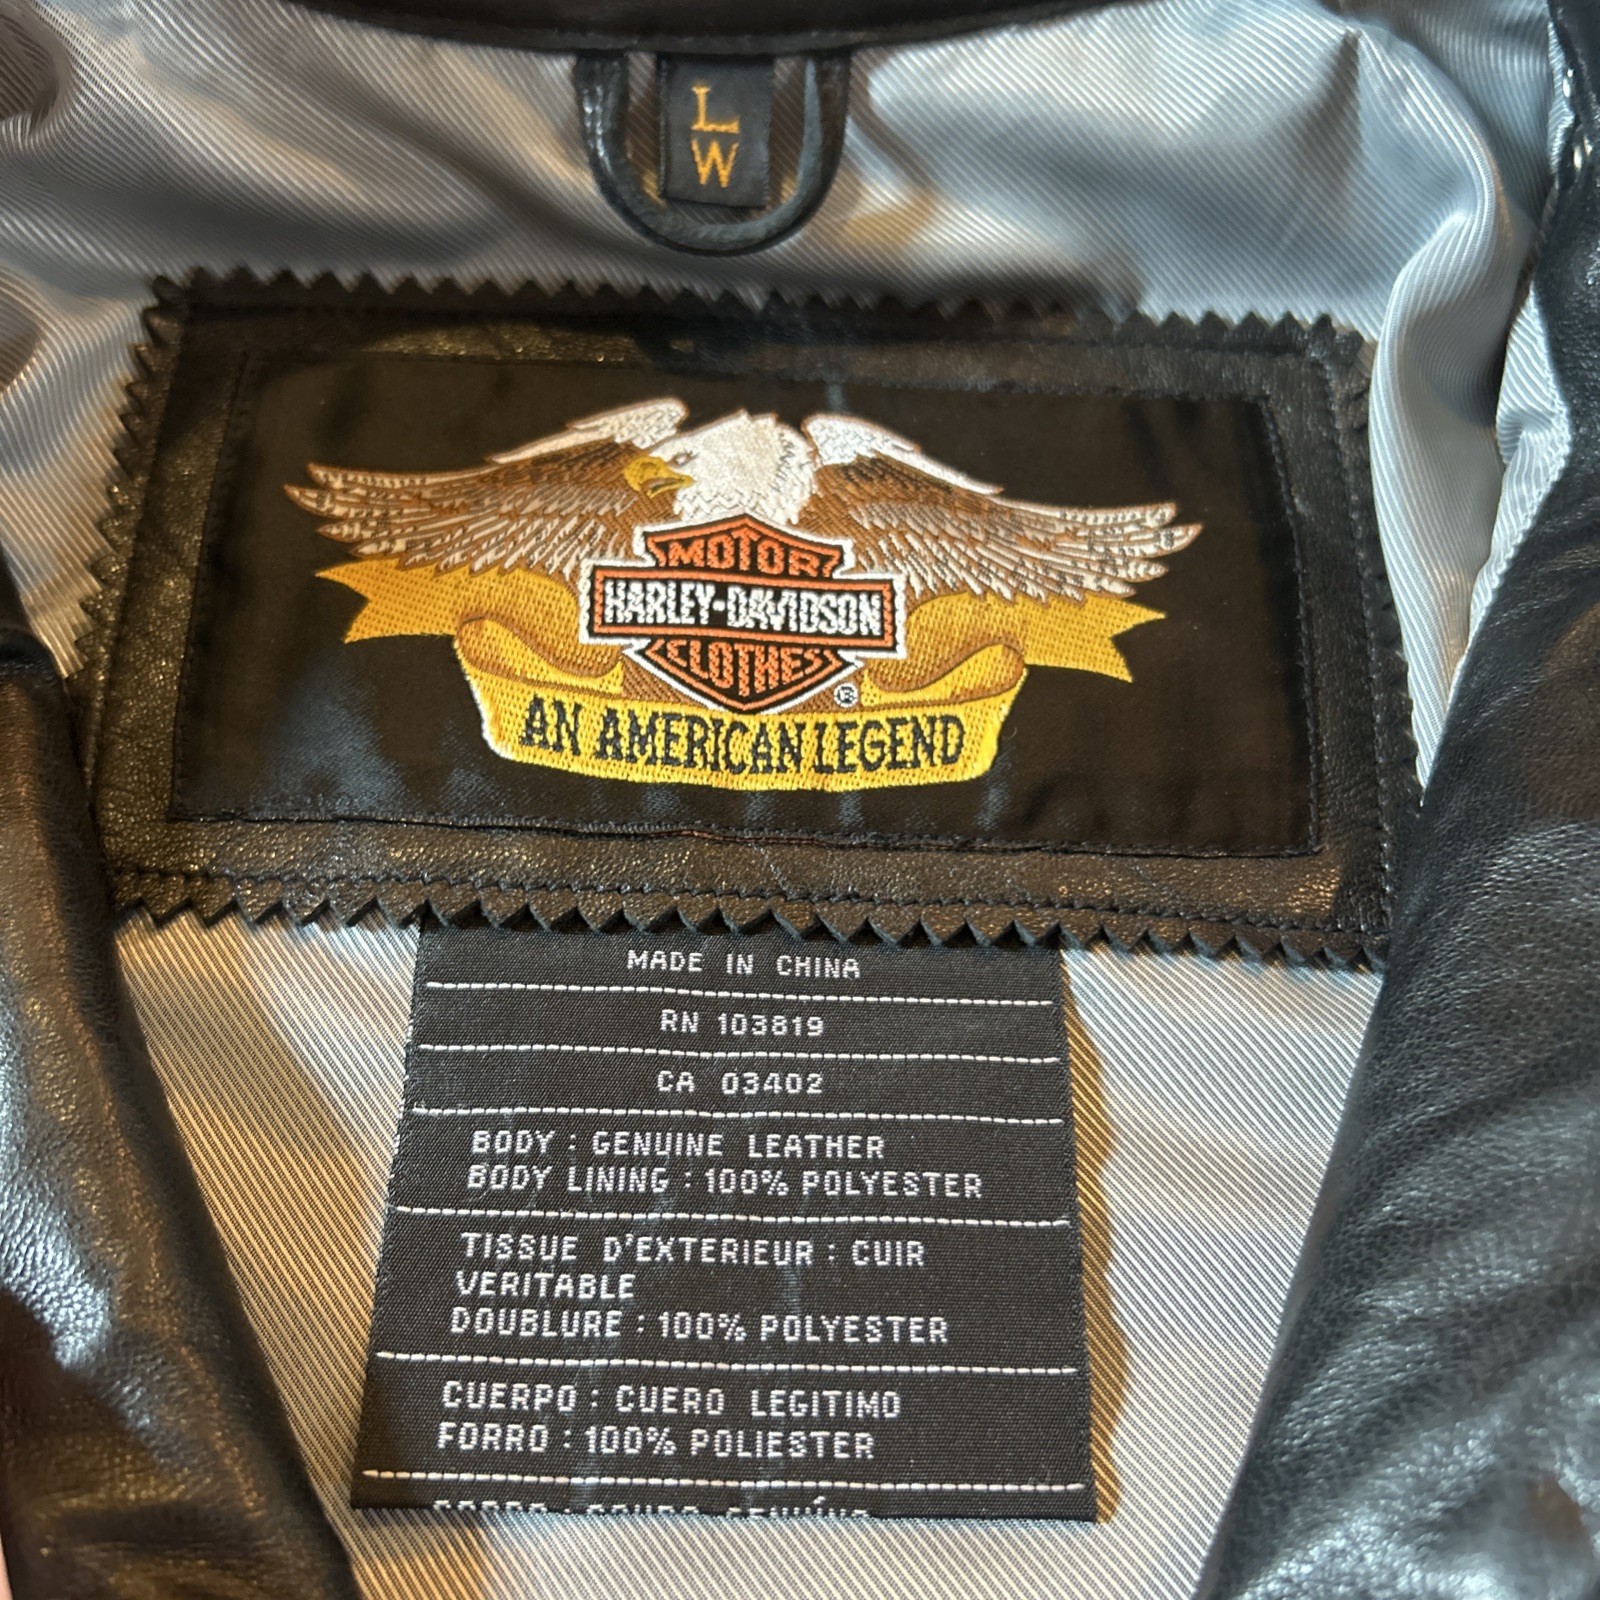 L
W
MOTOR
HARLEY-DAVIDSON
CLOTHES
®
AN AMERICAN LEGEND
MADE IN CHINA
RN 103819
CA 03402
BODY : GENUINE LEATHER
BODY LINING : 100% POLYESTER
TISSUE D'EXTERIEUR : CUIR
VERITABLE
DOUBLURE : 100% POLYESTER
CUERPO : CUERO LEGITIMO
FORRO : 100% POLIESTER